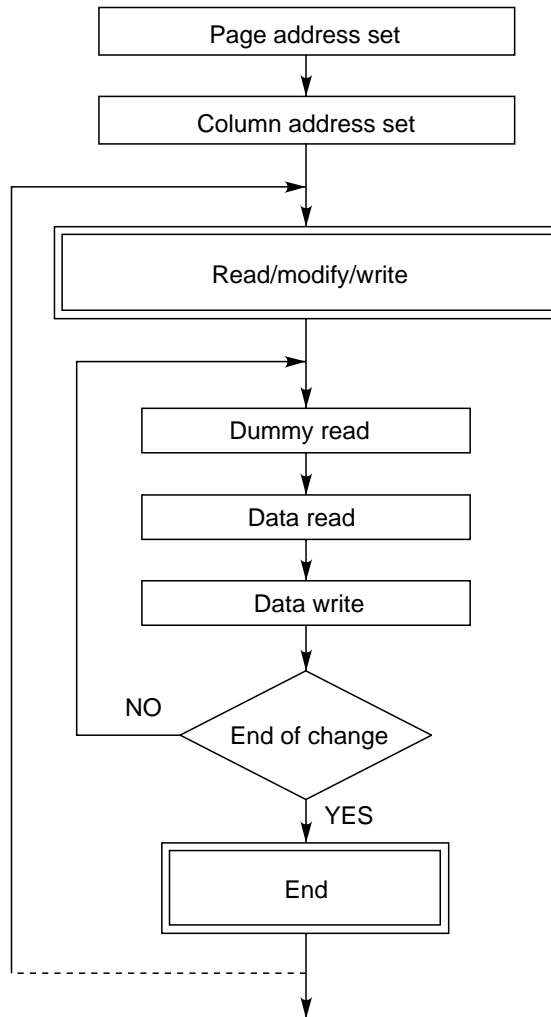 Page address set
Column address set
Read/modify/write
Dummy read
Data read
Data write
NO
End of change
YES
End